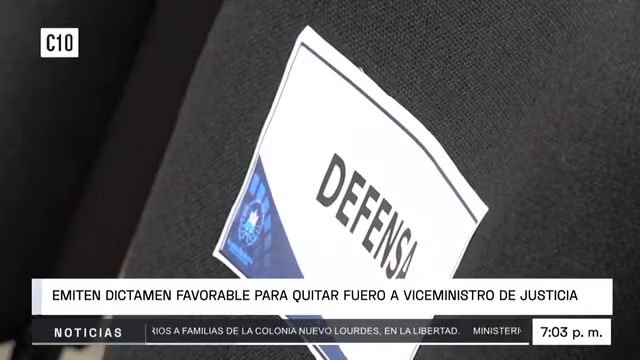 C10
DEFENSA
EMITEN DICTAMEN FAVORABLE PARA QUITAR FUERO A VICEMINISTRO DE JUSTICIA
NOTICIAS
RIOS A FAMILIAS DE LA COLONIA NUEVO LOURDES, EN LA LIBERTAD. MINISTERI
7:03 p. m.